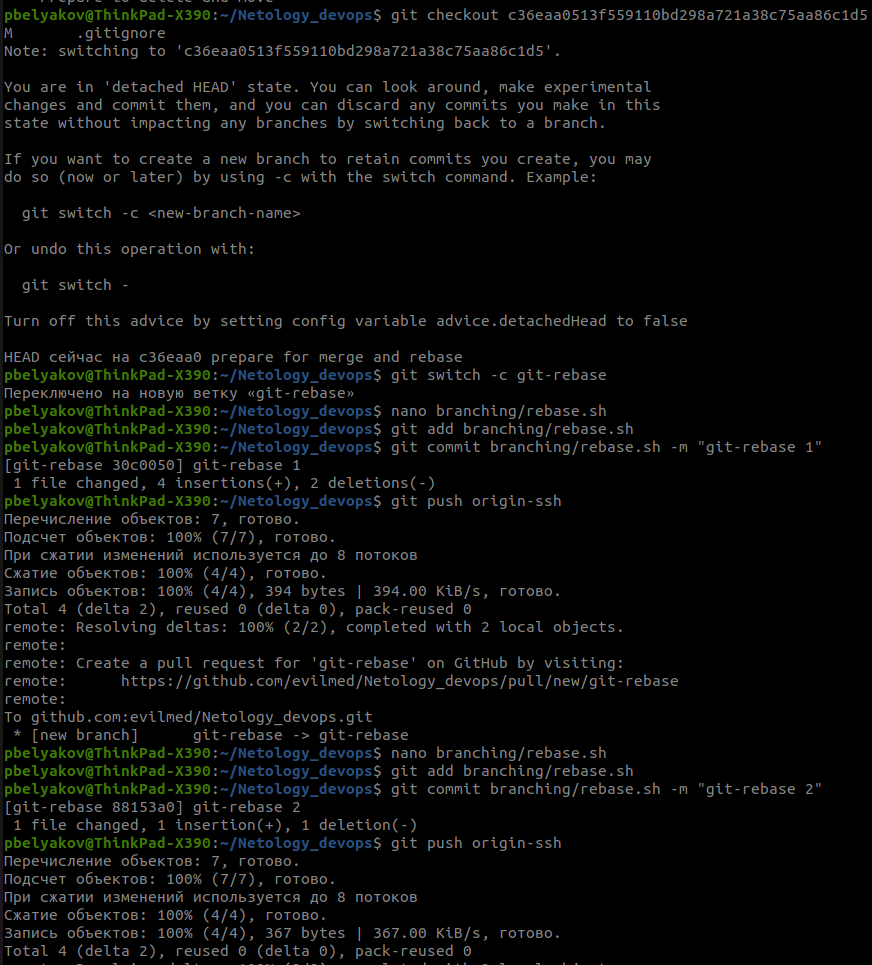 pbelyakov@ThinkPad-X390:~/Netology_devops$ git checkout c36eaa0513f559110bd298a721a38c75aa86c1d5
M       .gitignore
Note: switching to 'c36eaa0513f559110bd298a721a38c75aa86c1d5'.

You are in 'detached HEAD' state. You can look around, make experimental
changes and commit them, and you can discard any commits you make in this
state without impacting any branches by switching back to a branch.

If you want to create a new branch to retain commits you create, you may
do so (now or later) by using -c with the switch command. Example:

  git switch -c <new-branch-name>

Or undo this operation with:

  git switch -

Turn off this advice by setting config variable advice.detachedHead to false

HEAD сейчас на c36eaa0 prepare for merge and rebase
pbelyakov@ThinkPad-X390:~/Netology_devops$ git switch -c git-rebase
Переключено на новую ветку «git-rebase»
pbelyakov@ThinkPad-X390:~/Netology_devops$ nano branching/rebase.sh
pbelyakov@ThinkPad-X390:~/Netology_devops$ git add branching/rebase.sh
pbelyakov@ThinkPad-X390:~/Netology_devops$ git commit branching/rebase.sh -m "git-rebase 1"
[git-rebase 30c0050] git-rebase 1
 1 file changed, 4 insertions(+), 2 deletions(-)
pbelyakov@ThinkPad-X390:~/Netology_devops$ git push origin-ssh
Перечисление объектов: 7, готово.
Подсчет объектов: 100% (7/7), готово.
При сжатии изменений используется до 8 потоков
Сжатие объектов: 100% (4/4), готово.
Запись объектов: 100% (4/4), 394 bytes | 394.00 KiB/s, готово.
Total 4 (delta 2), reused 0 (delta 0), pack-reused 0
remote: Resolving deltas: 100% (2/2), completed with 2 local objects.
remote:
remote: Create a pull request for 'git-rebase' on GitHub by visiting:
remote:      https://github.com/evilmed/Netology_devops/pull/new/git-rebase
remote:
To github.com:evilmed/Netology_devops.git
 * [new branch]      git-rebase -> git-rebase
pbelyakov@ThinkPad-X390:~/Netology_devops$ nano branching/rebase.sh
pbelyakov@ThinkPad-X390:~/Netology_devops$ git add branching/rebase.sh
pbelyakov@ThinkPad-X390:~/Netology_devops$ git commit branching/rebase.sh -m "git-rebase 2"
[git-rebase 88153a0] git-rebase 2
 1 file changed, 1 insertion(+), 1 deletion(-)
pbelyakov@ThinkPad-X390:~/Netology_devops$ git push origin-ssh
Перечисление объектов: 7, готово.
Подсчет объектов: 100% (7/7), готово.
При сжатии изменений используется до 8 потоков
Сжатие объектов: 100% (4/4), готово.
Запись объектов: 100% (4/4), 367 bytes | 367.00 KiB/s, готово.
Total 4 (delta 2), reused 0 (delta 0), pack-reused 0